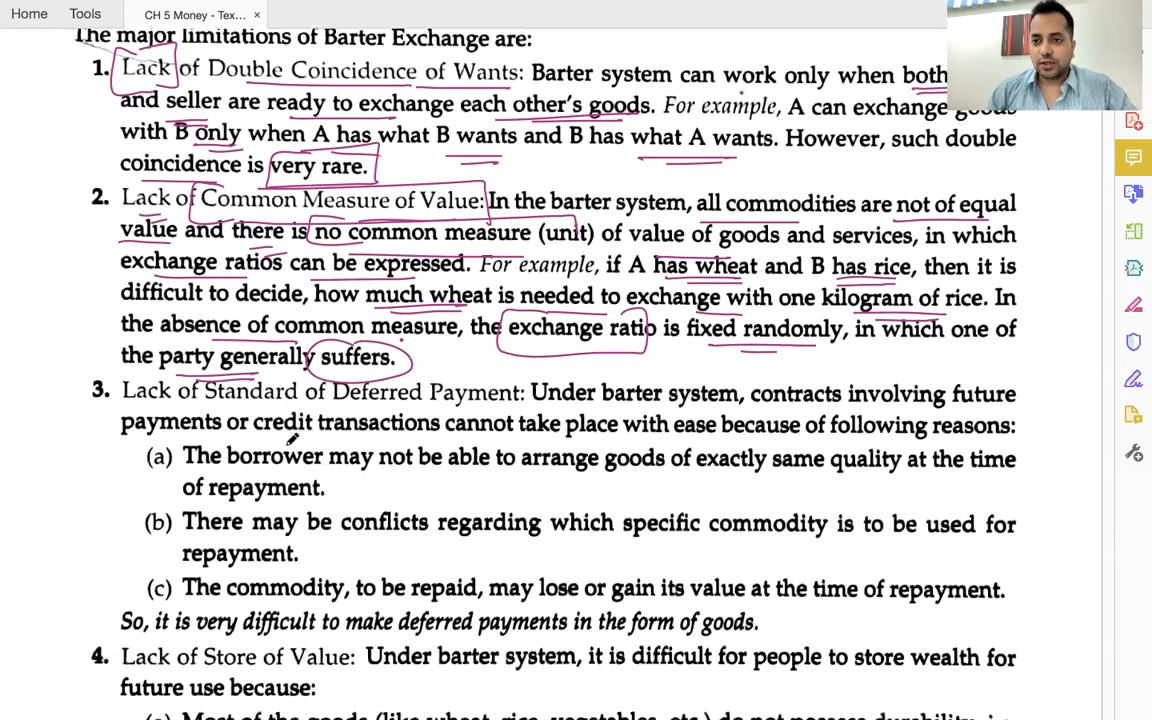 Home Tools CH 5 Money - Tex... ×
The major limitations of Barter Exchange are:
1. Lack of Double Coincidence of Wants: Barter system can work only when both
and seller are ready to exchange each other's goods. For example, A can exchange goods
with B only when A has what B wants and B has what A wants. However, such double
coincidence is very rare.
2. Lack of Common Measure of Value: In the barter system, all commodities are not of equal
value and there is no common measure (unit) of value of goods and services, in which
exchange ratios can be expressed. For example, if A has wheat and B has rice, then it is
difficult to decide, how much wheat is needed to exchange with one kilogram of rice. In
the absence of common measure, the exchange ratio is fixed randomly, in which one of
the party generally suffers.
3. Lack of Standard of Deferred Payment: Under barter system, contracts involving future
payments or credit transactions cannot take place with ease because of following reasons:
(a) The borrower may not be able to arrange goods of exactly same quality at the time
of repayment.
(b) There may be conflicts regarding which specific commodity is to be used for
repayment.
(c) The commodity, to be repaid, may lose or gain its value at the time of repayment.
So, it is very difficult to make deferred payments in the form of goods.
4. Lack of Store of Value: Under barter system, it is difficult for people to store wealth for
future use because:
(a) Most of the goods (like wheat, rice, vegetables, etc.) do not possess durability, i.e.